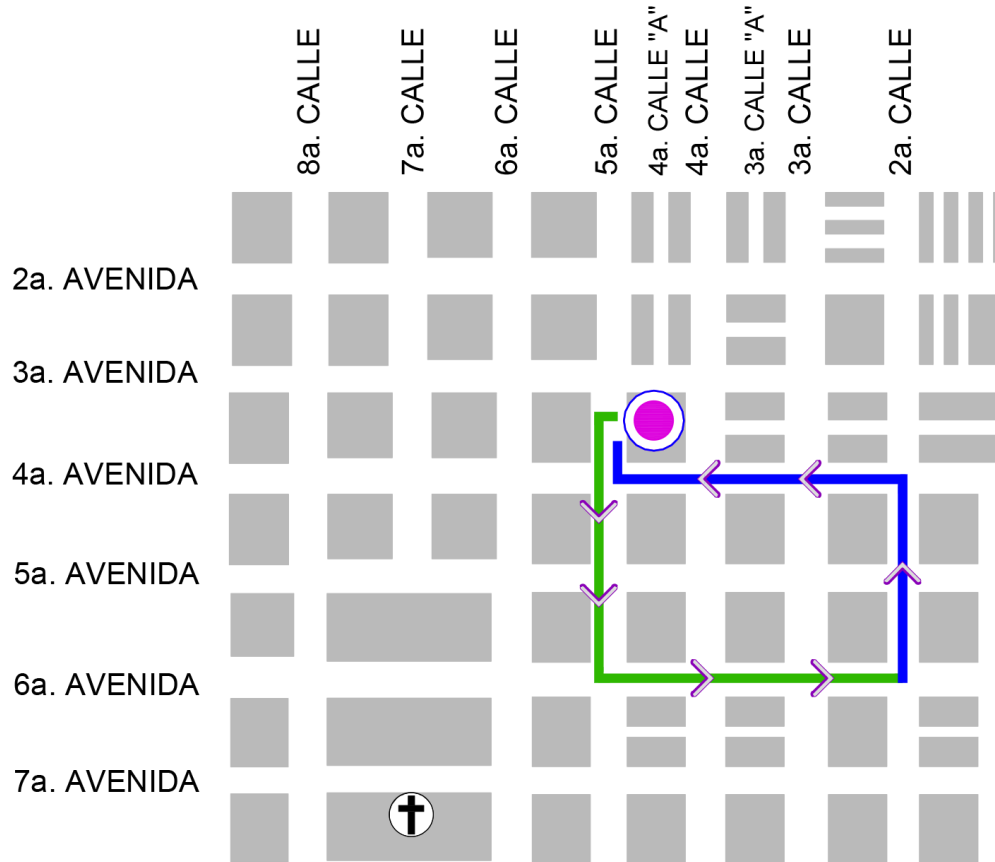 8a. CALLE
7a. CALLE
6a. CALLE
5a. CALLE
4a. CALLE "A"
4a. CALLE
3a. CALLE "A"
3a. CALLE
2a. CALLE
2a. AVENIDA
3a. AVENIDA
4a. AVENIDA
5a. AVENIDA
6a. AVENIDA
7a. AVENIDA